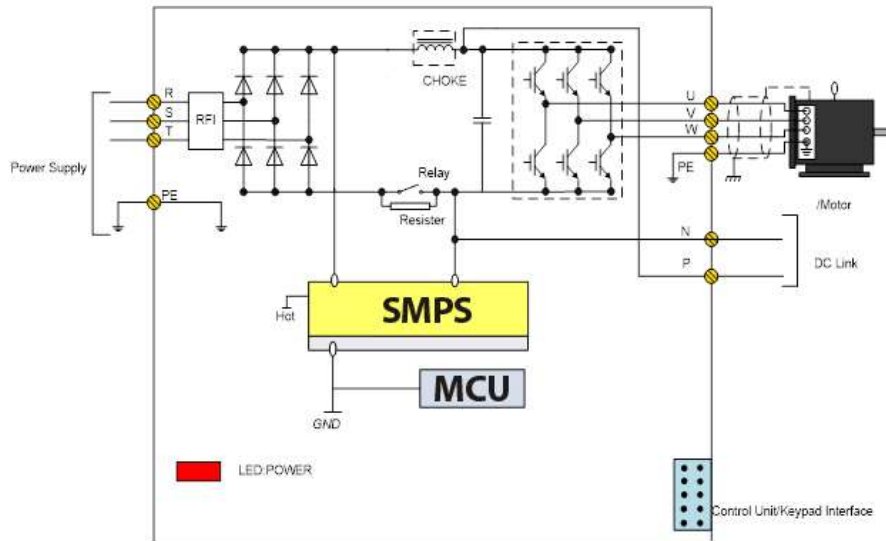 CHOKE
R
S
T
RFI
U
V
W
PE
Power Supply
Relay
Resister
PE
/Motor
N
P
DC Link
SMPS
Hot
MCU
GND
LED:POWER
Control Unit/Keypad Interface